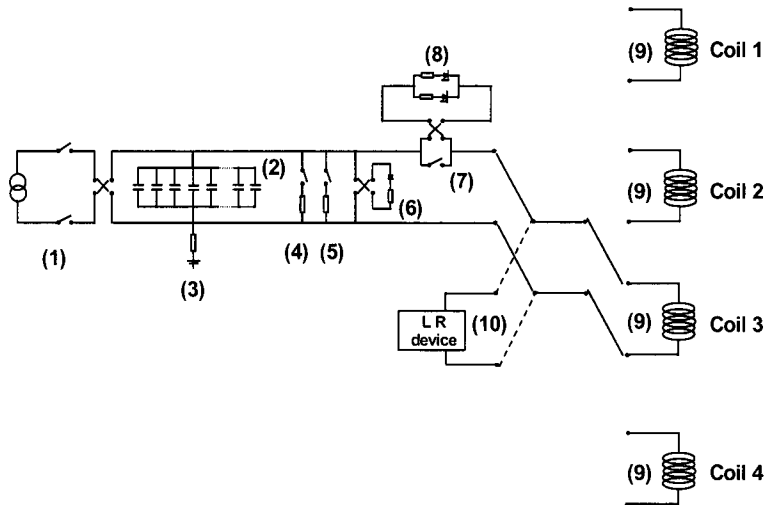 (9) Coil 1
(8)
(2)
(7)
(6)
(9) Coil 2
(1)
(3)
(4) (5)
L R
device
(10)
(9) Coil 3
(9) Coil 4